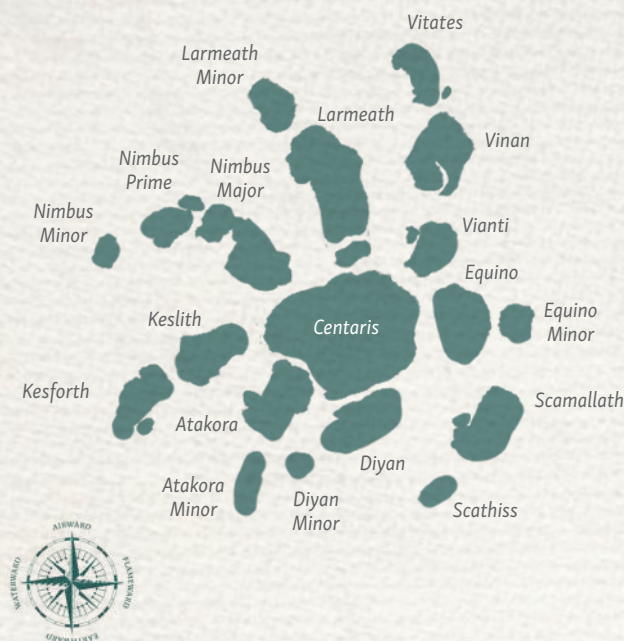 Vitates
Larmeath
Minor
Larmeath
Vinan
Nimbus
Prime
Nimbus
Major
Nimbus
Minor
Vianti
Equino
Equino
Minor
Keslith
Centaris
Kesforth
Scamallath
Atakora
Diyan
Atakora
Minor
Diyan
Minor
Scathiss
AIRWARD
WATERWARD
FLAMEWARD
EARTHWARD